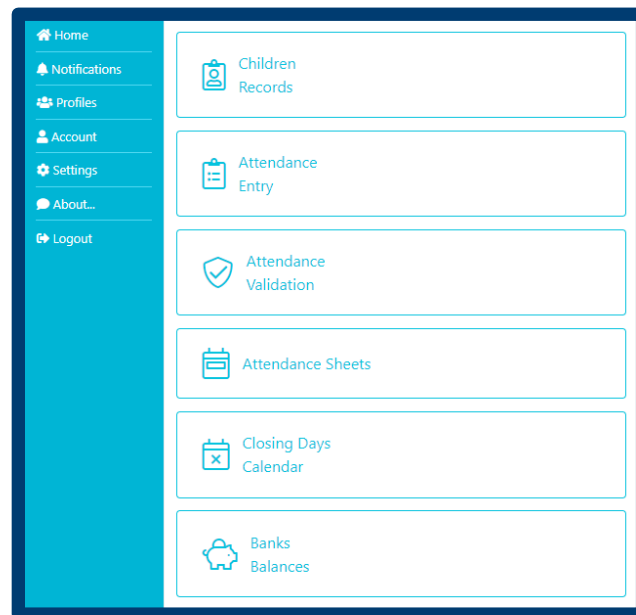 Home
Notifications
Profiles
Account
Settings
About...
Logout
Children
Records
Attendance
Entry
Attendance
Validation
Attendance Sheets
Closing Days
Calendar
Banks
Balances